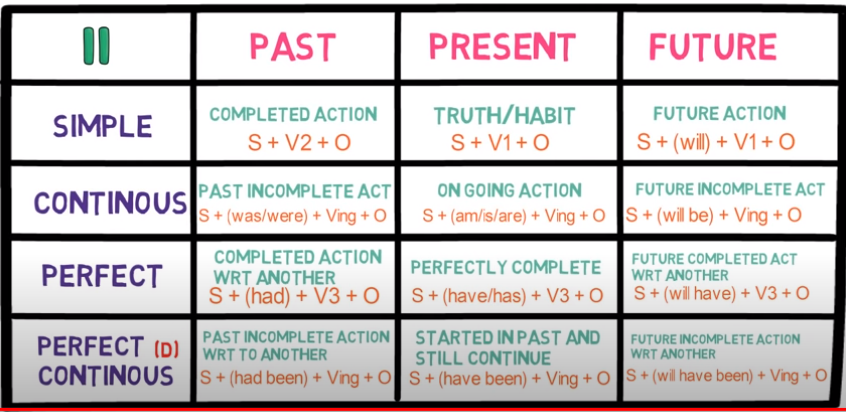 PAST PRESENT FUTURE
SIMPLE
COMPLETED ACTION
S + V2 + O
TRUTH/HABIT
S + V1 + O
FUTURE ACTION
S + (will) + V1 + O
CONTINOUS
PAST INCOMPLETE ACT
S + (was/were) + Ving + O
ON GOING ACTION
S + (am/is/are) + Ving + O
FUTURE INCOMPLETE ACT
S + (will be) + Ving + O
PERFECT
COMPLETED ACTION
WRT ANOTHER
S + (had) + V3 + O
PERFECTLY COMPLETE
S + (have/has) + V3 + O
FUTURE COMPLETED ACT
WRT ANOTHER
S + (will have) + V3 + O
PERFECT (D)
CONTINOUS
PAST INCOMPLETE ACTION
WRT TO ANOTHER
S + (had been) + Ving + O
STARTED IN PAST AND
STILL CONTINUE
S + (have been) + Ving + O
FUTURE INCOMPLETE ACTION
WRT ANOTHER
S + (will have been) + Ving + O